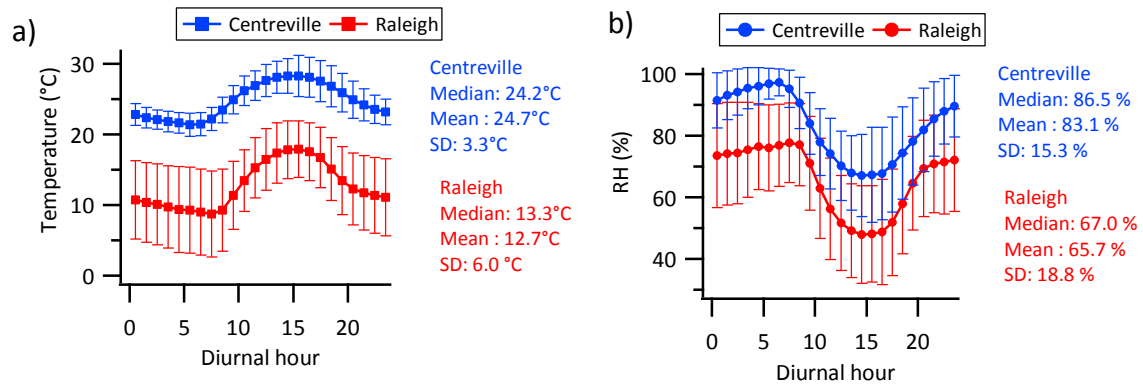 a)
Centreville Raleigh
Temperature (°C)
30
20
10
0
0 5 10 15 20
Diurnal hour
Centreville
Median: 24.2°C
Mean : 24.7°C
SD: 3.3°C
Raleigh
Median: 13.3°C
Mean : 12.7°C
SD: 6.0 °C
b)
Centreville Raleigh
RH (%)
100
80
60
40
0 5 10 15 20
Diurnal hour
Centreville
Median: 86.5 %
Mean : 83.1 %
SD: 15.3 %
Raleigh
Median: 67.0 %
Mean : 65.7 %
SD: 18.8 %